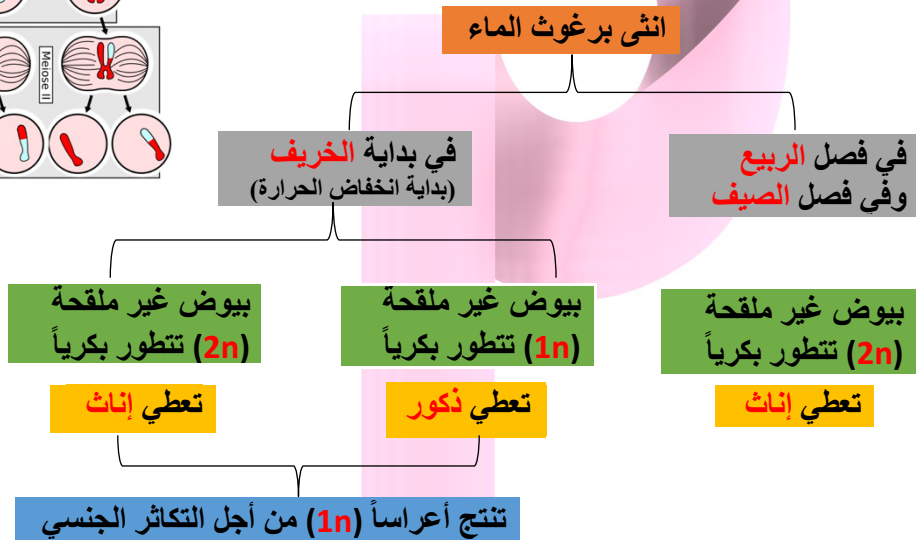 Meiose II
انثى برغوث الماء
في فصل الربيع
وفي فصل الصيف
في بداية الخريف
(بداية انخفاض الحرارة)
بيوض غير ملقحة
(2n) تتطور بكرياً
تعطي إناث
بيوض غير ملقحة
(1n) تتطور بكرياً
تعطي ذكور
بيوض غير ملقحة
(2n) تتطور بكرياً
تعطي إناث
تنتج أعراساً (1n) من أجل التكاثر الجنسي